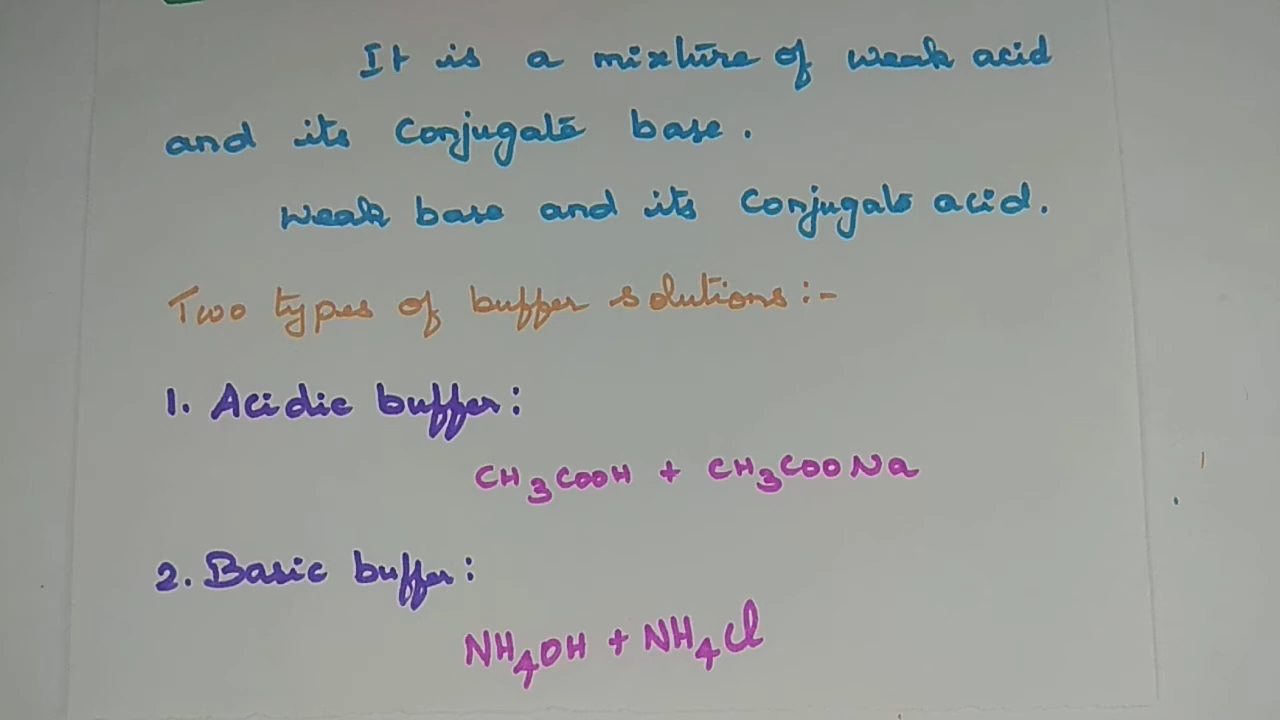 It is a mixture of weak acid
and its Conjugate base.
Weak base and its Conjugate acid.
Two types of buffer solutions:-
1. Acidic buffer:
CH₃COOH + CH₃COONa
2. Basic buffer:
NH₄OH + NH₄Cl